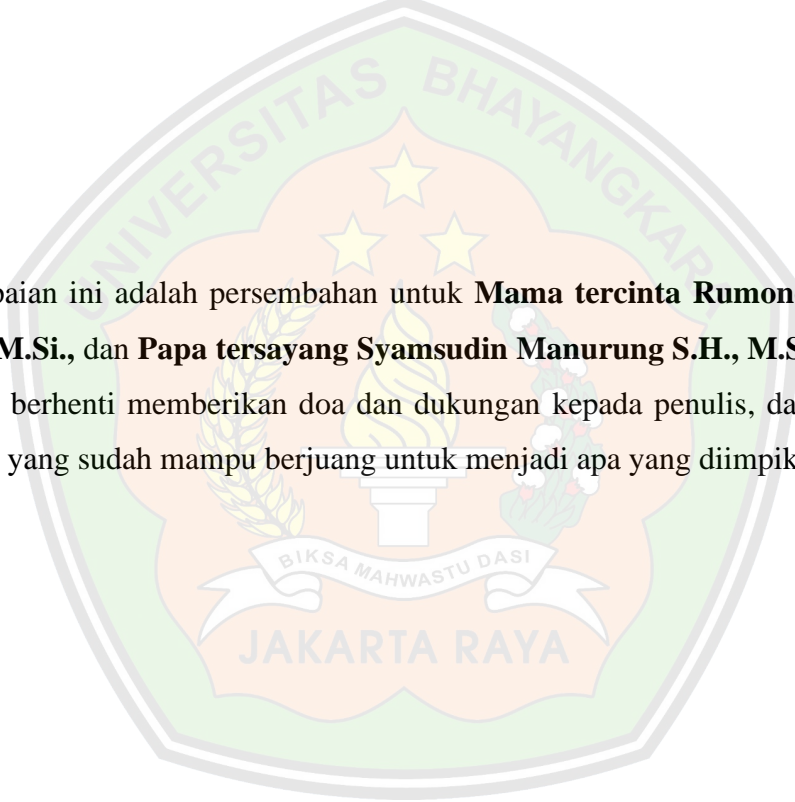 UNIVERSITAS BHAYANGKARA
paian ini adalah persembahan untuk Mama tercinta Rumon
M.Si., dan Papa tersayang Syamsudin Manurung S.H., M.S
berhenti memberikan doa dan dukungan kepada penulis, da
yang sudah mampu berjuang untuk menjadi apa yang diimpik
BIKSA MAHWASTU DASI
JAKARTA RAYA